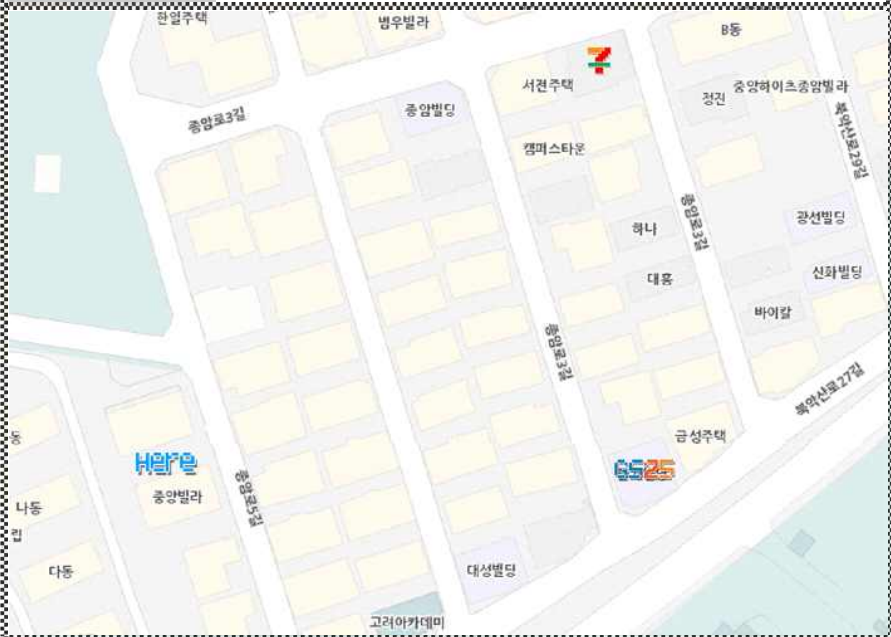 한일주택
범우빌라
B동
7
서견주택
중앙하이츠종암빌라
정진
종암빌딩
종암로3길
캠퍼스타운
북악산로29길
종암로3길
광선빌딩
하나
신화빌딩
대흥
바이칼
종암로3길
북악산로27길
동
금성주택
Here
GS25
중앙빌라
종암로5길
나동
립
다동
대성빌딩
고려아카데미